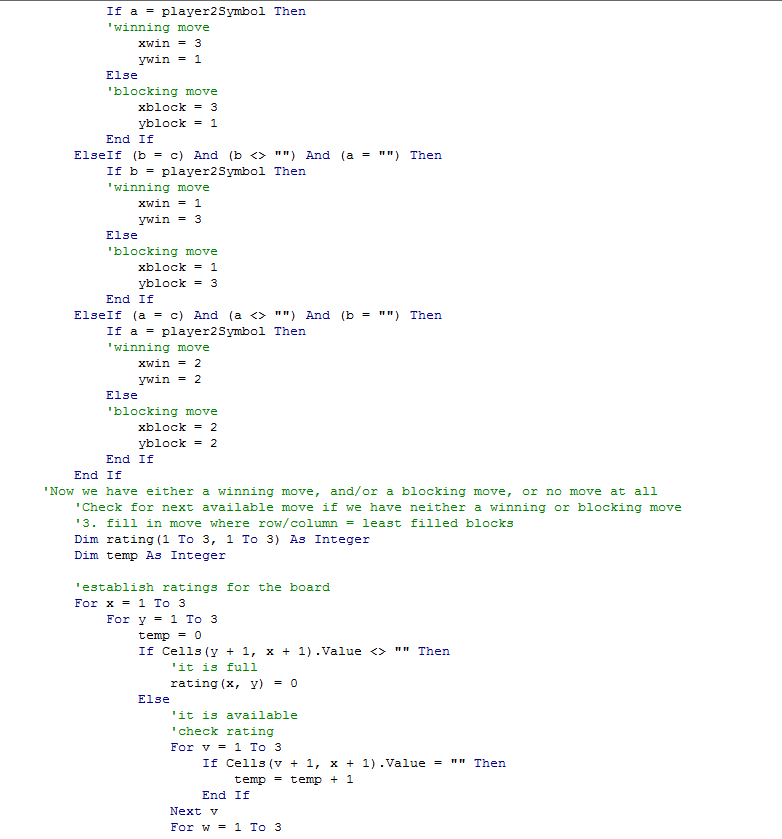 If a = player2Symbol Then
'winning move
xwin = 3
ywin = 1
Else
'blocking move
xblock = 3
yblock = 1
End If
ElseIf (b = c) And (b <> "") And (a = "") Then
If b = player2Symbol Then
'winning move
xwin = 1
ywin = 3
Else
'blocking move
xblock = 1
yblock = 3
End If
ElseIf (a = c) And (a <> "") And (b = "") Then
If a = player2Symbol Then
'winning move
xwin = 2
ywin = 2
Else
'blocking move
xblock = 2
yblock = 2
End If
End If
'Now we have either a winning move, and/or a blocking move, or no move at all
'Check for next available move if we have neither a winning or blocking move
'3. fill in move where row/column = least filled blocks
Dim rating(1 To 3, 1 To 3) As Integer
Dim temp As Integer
'establish ratings for the board
For x = 1 To 3
For y = 1 To 3
temp = 0
If Cells(y + 1, x + 1).Value <> "" Then
'it is full
rating(x, y) = 0
Else
'it is available
'check rating
For v = 1 To 3
If Cells(v + 1, x + 1).Value = "" Then
temp = temp + 1
End If
Next v
For w = 1 To 3